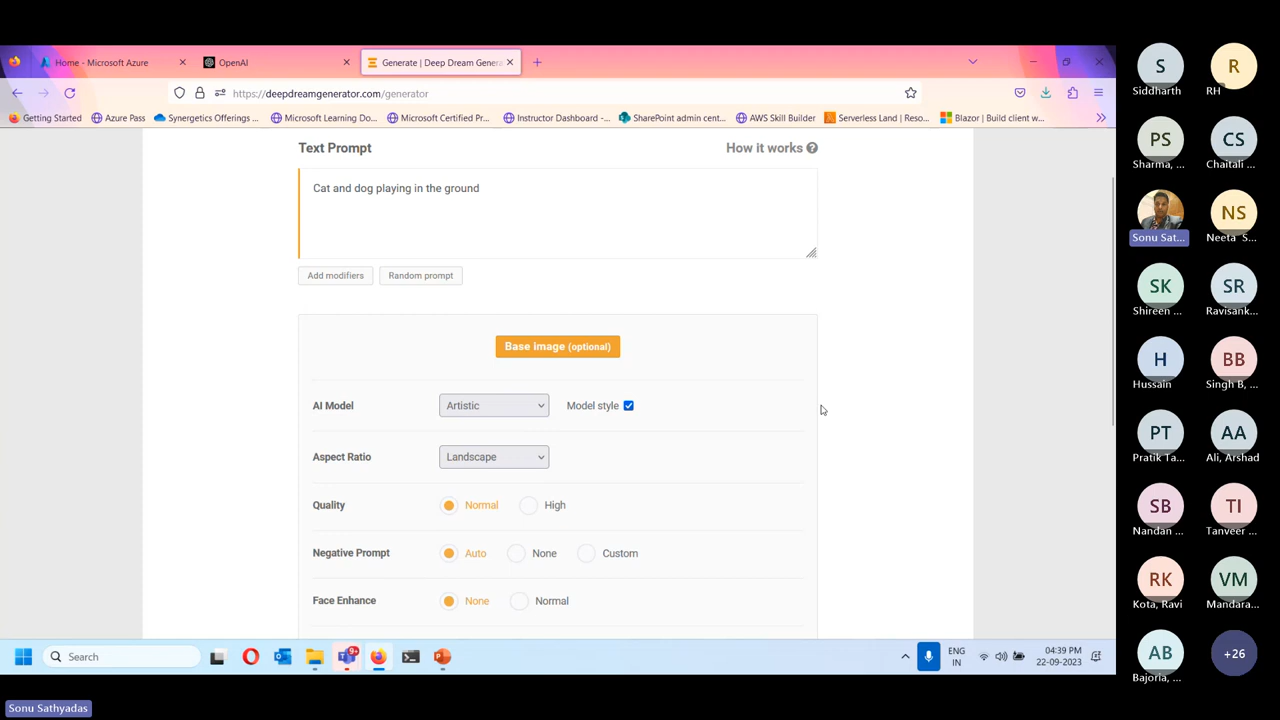 Home - Microsoft Azure
OpenAI
Generate | Deep Dream Gener
https://deepdreamgenerator.com/generator
Getting Started
Azure Pass
Synergetics Offerings ...
Microsoft Learning Do...
Microsoft Certified Pr...
Instructor Dashboard -...
SharePoint admin cent...
AWS Skill Builder
Serverless Land | Reso...
Blazor | Build client w...
Text Prompt
How it works
Cat and dog playing in the ground
Add modifiers
Random prompt
Base image (optional)
AI Model
Artistic
Model style
Aspect Ratio
Landscape
Quality
Normal
High
Negative Prompt
Auto
None
Custom
Face Enhance
None
Normal
Search
9+
ENG
IN
04:39 PM
22-09-2023
S
Siddharth
R
RH
PS
Sharma, ...
CS
Chaitali ...
Sonu Sat...
NS
Neeta S...
SK
Shireen ...
SR
Ravisank...
H
Hussain
BB
Singh B, ...
PT
Pratik Ta...
AA
Ali, Arshad
SB
Nandan ...
TI
Tanveer ...
RK
Kota, Ravi
VM
Mandara...
AB
Bajoria, ...
+26
Sonu Sathyadas